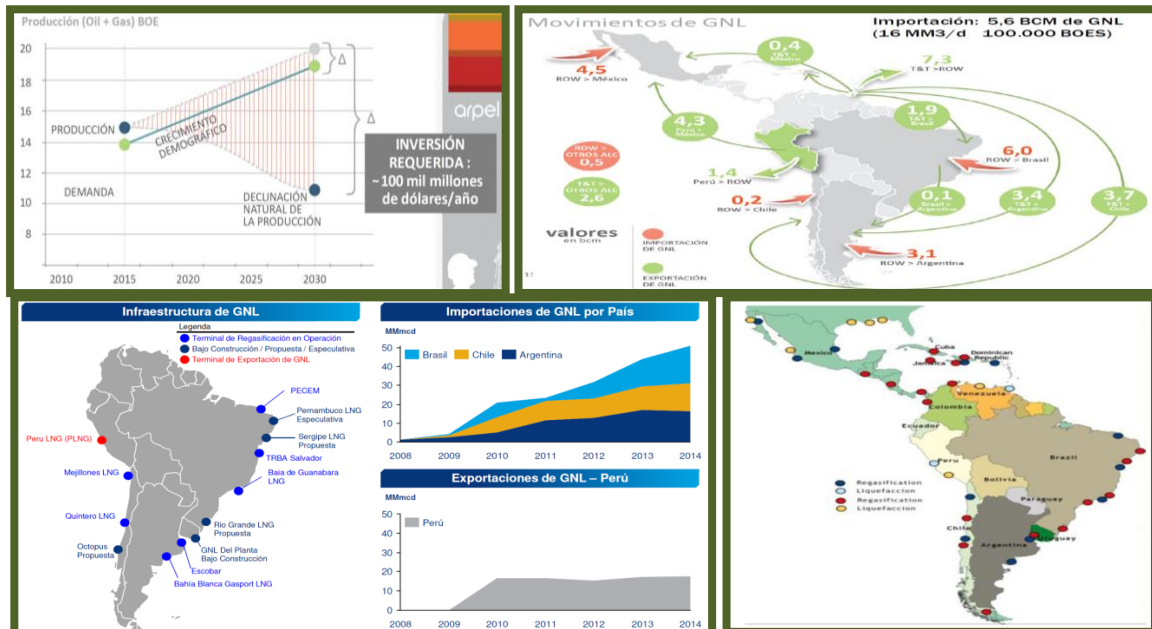 Producción (Oil + Gas) BOE
20
18
16
14
12
10
8
6
PRODUCCIÓN
CRECIMIENTO
DEMOGRÁFICO
DEMANDA
DECLINACIÓN
NATURAL DE
LA PRODUCCIÓN
Δ
Δ
2010 2015 2020 2025 2030
arpel
INVERSIÓN
REQUERIDA :
~100 mil millones
de dólares/año
Movimientos de GNL
Importación: 5,6 BCM de GNL
(16 MM3/d 100.000 BOES)
4,5
ROW > México
0,4
T&T >
México
7,3
T&T >ROW
4,3
Perú >
México
1,9
T&T >
Brasil
6,0
ROW > Brasil
ROW >
OTROS ALC
0,5
T&T >
OTROS ALC
2,6
1,4
Perú > ROW
0,2
ROW > Chile
0,1
Brasil >
Argentina
3,4
T&T >
Argentina
3,7
T&T >
Chile
3,1
ROW > Argentina
valores
en bcm
IMPORTACIÓN
DE GNL
EXPORTACIÓN
DE GNL
Infraestructura de GNL
Legenda
Terminal de Regasificación en Operación
Bajo Construcción / Propuesta / Especulativa
Terminal de Exportación de GNL
PECEM
Pernambuco LNG
Especulativa
Sergipe LNG
Propuesta
TRBA Salvador
Baia de Guanabara
LNG
Peru LNG (PLNG)
Mejillones LNG
Quintero LNG
Octopus
Propuesta
Rio Grande LNG
Propuesta
GNL Del Planta
Bajo Construcción
Escobar
Bahía Blanca Gasport LNG
Importaciones de GNL por País
MMmcd
50
40
30
20
10
0
Brasil Chile Argentina
2008 2009 2010 2011 2012 2013 2014
Exportaciones de GNL – Perú
MMmcd
50
40
30
20
10
0
Perú
2008 2009 2010 2011 2012 2013 2014
Mexico
Cuba
Jamaica
Dominican
Republic
Venezuela
Colombia
Ecuador
Peru
Brazil
Bolivia
Paraguay
Chile
Argentina
Uruguay
Regasification
Liquefaccion
Regasification
Liquefaccion